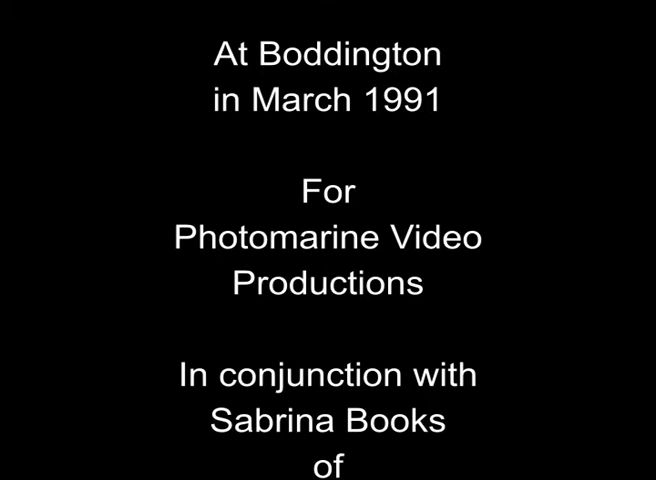 At Boddington
in March 1991
For
Photomarine Video
Productions
In conjunction with
Sabrina Books
of